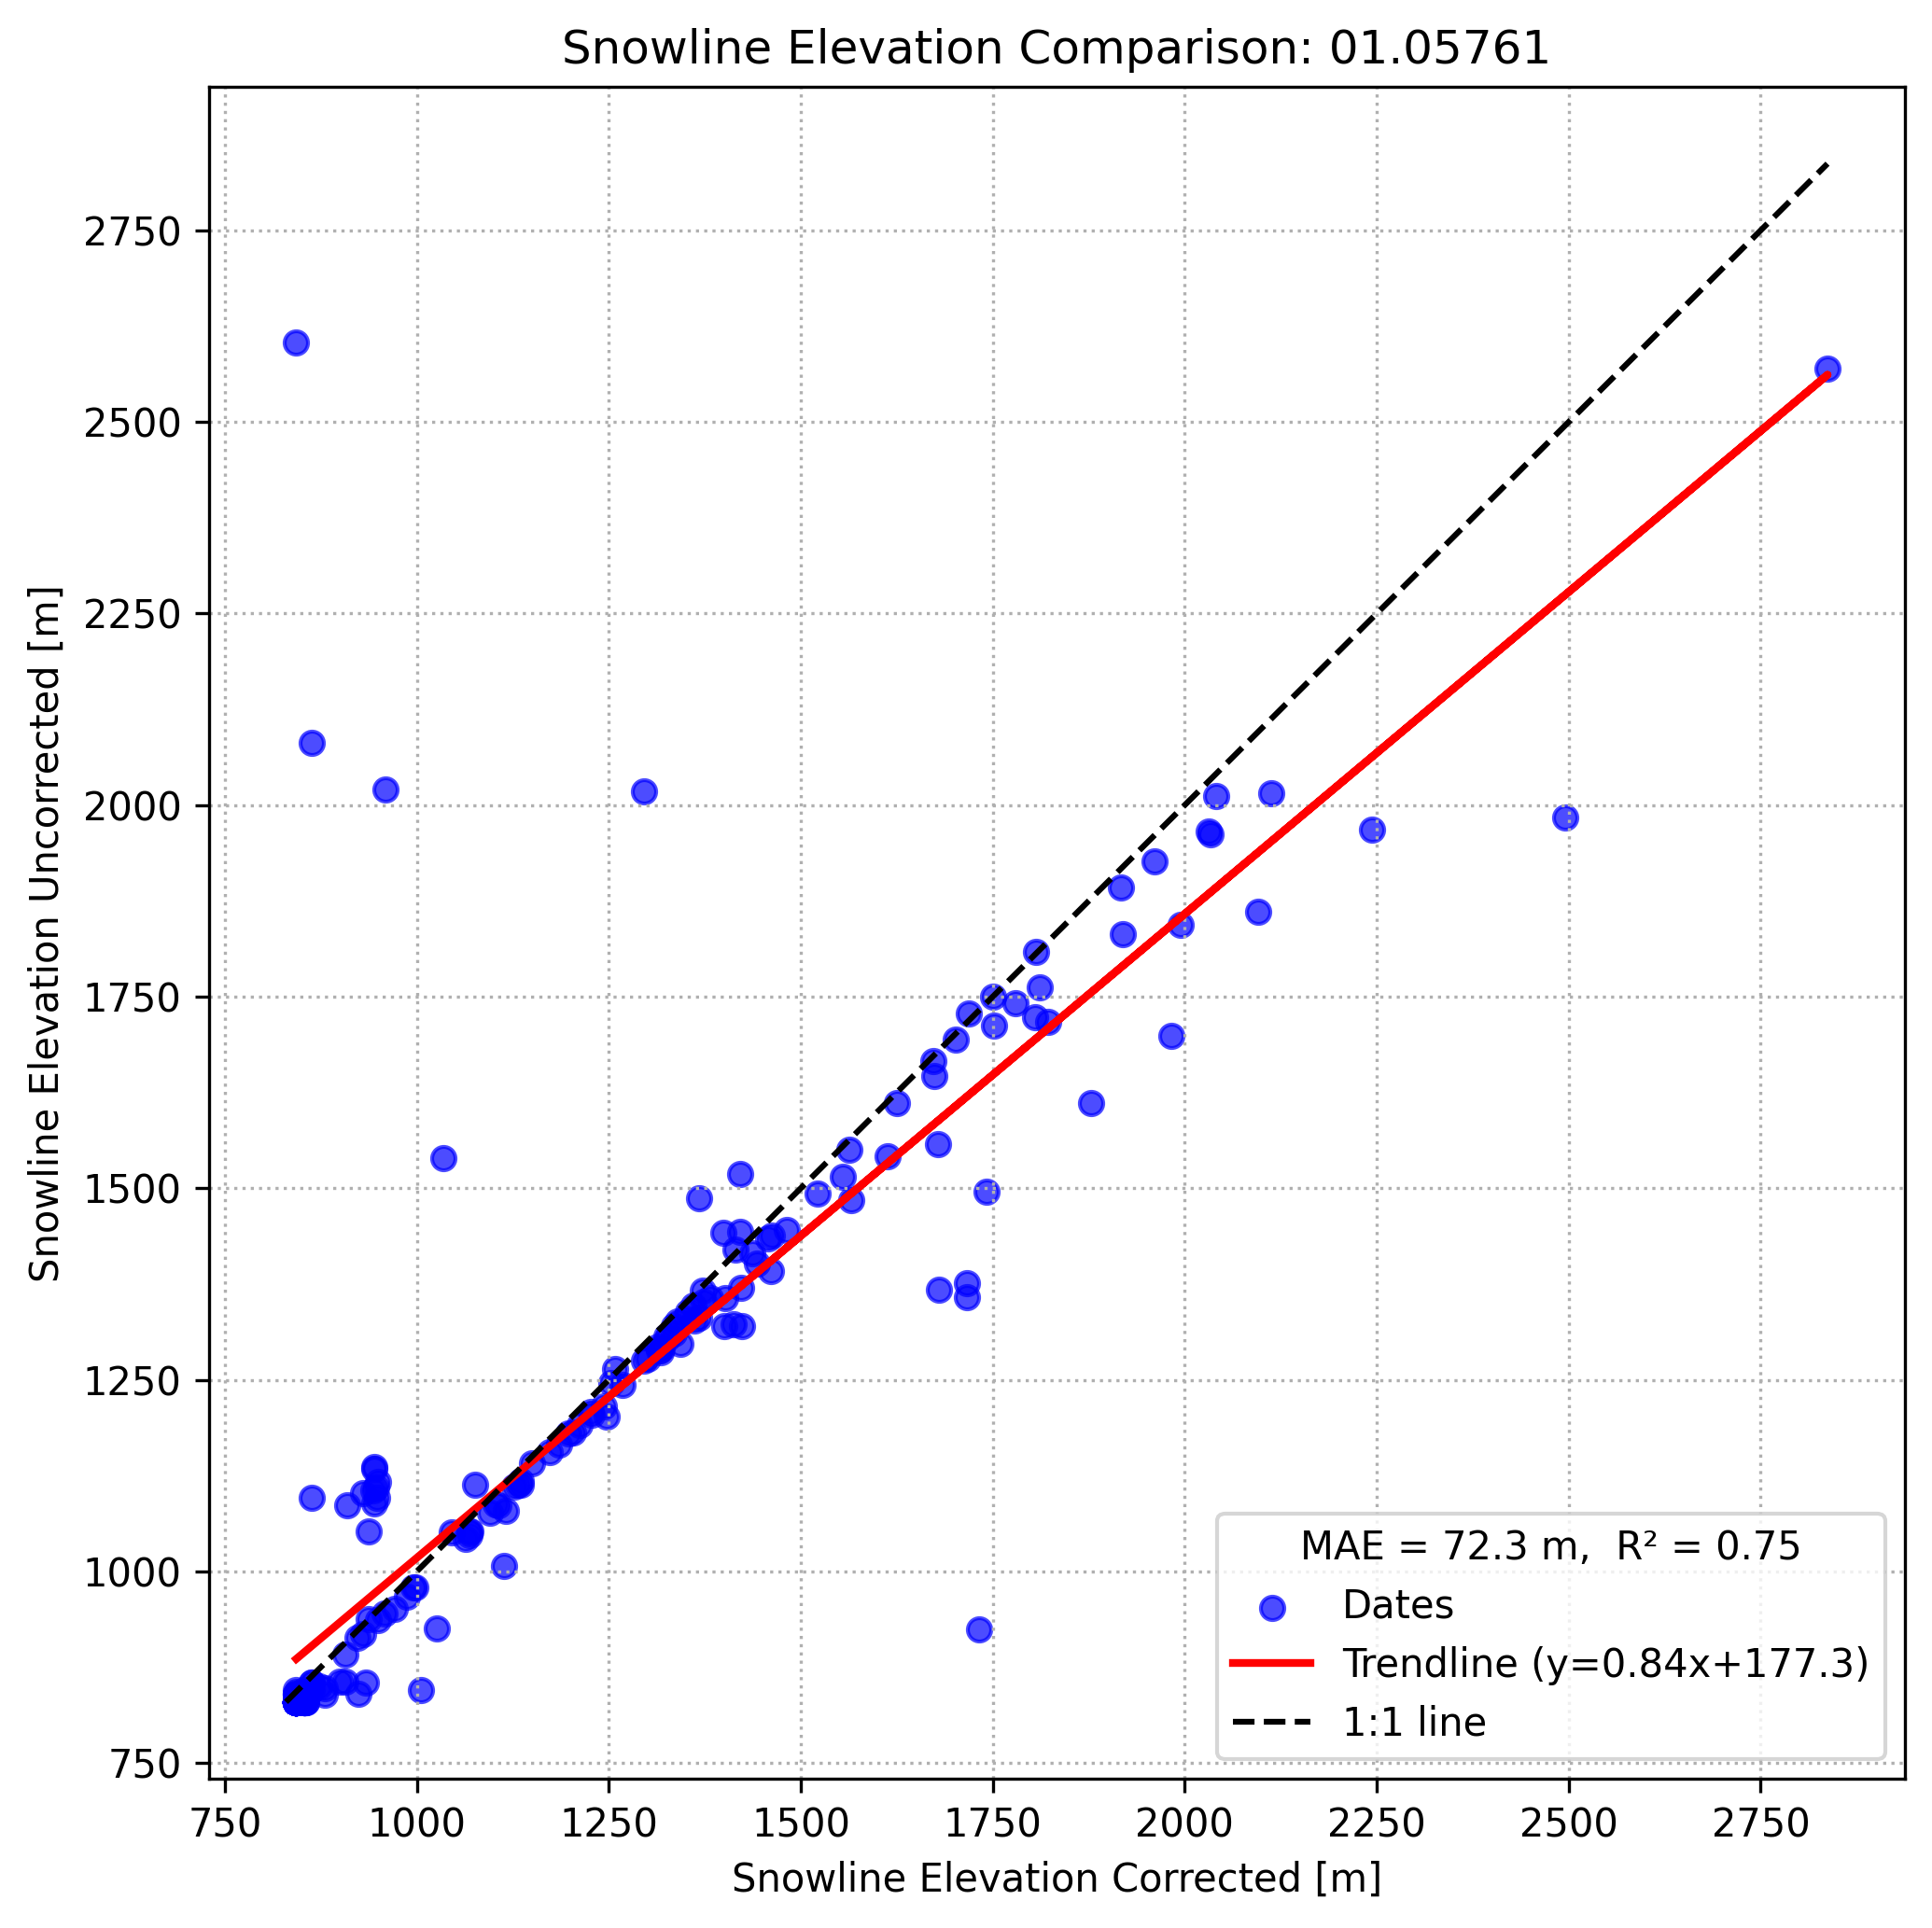 Snowline Elevation Comparison: 01.05761
Snowline Elevation Uncorrected [m]
2750
2500
2250
2000
1750
1500
1250
1000
750
MAE = 72.3 m,  R² = 0.75
Dates
Trendline (y=0.84x+177.3)
1:1 line
750 1000 1250 1500 1750 2000 2250 2500 2750
Snowline Elevation Corrected [m]